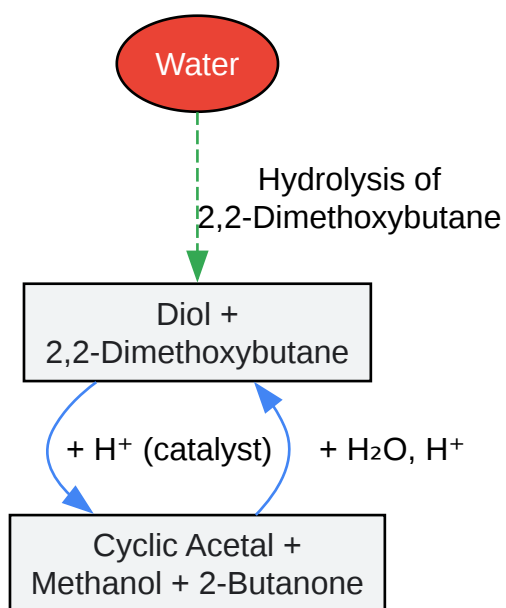 Water
Hydrolysis of
2,2-Dimethoxybutane
Diol +
2,2-Dimethoxybutane
+ H⁺ (catalyst)
+ H₂O, H⁺
Cyclic Acetal +
Methanol + 2-Butanone